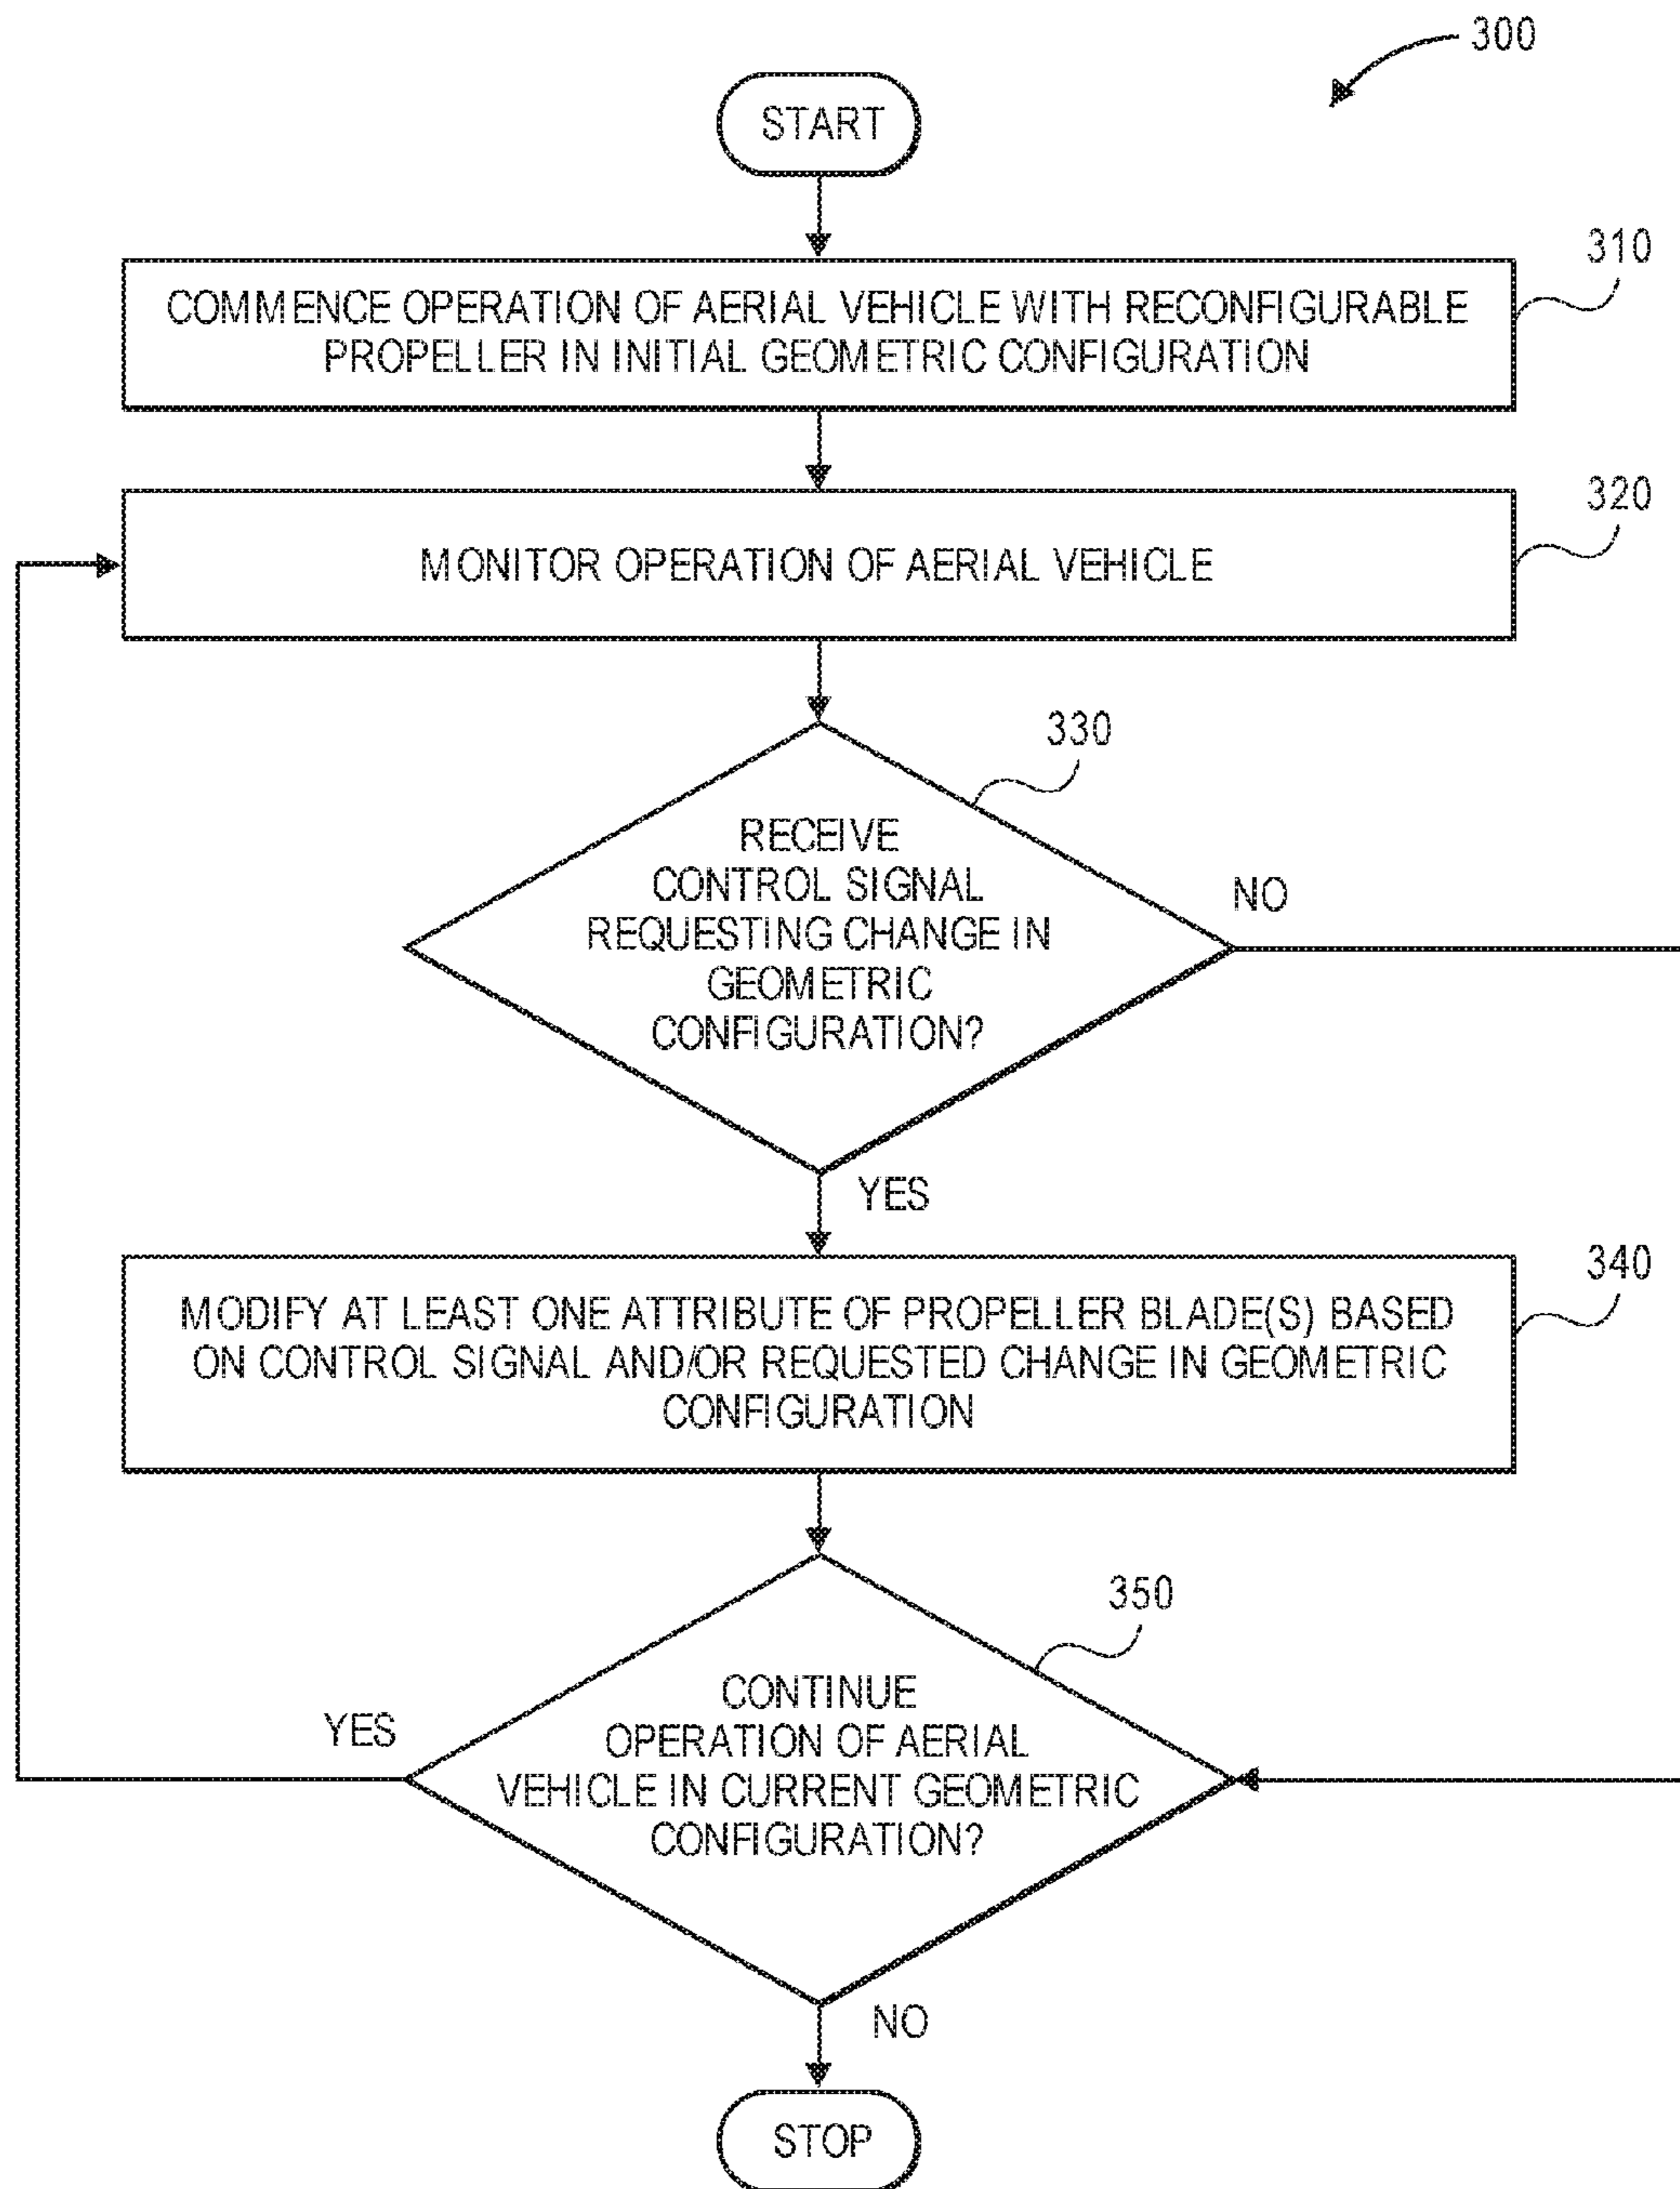 300
START
310
COMMENCE OPERATION OF AERIAL VEHICLE WITH RECONFIGURABLE
PROPELLER IN INITIAL GEOMETRIC CONFIGURATION
320
MONITOR OPERATION OF AERIAL VEHICLE
330
RECEIVE
CONTROL SIGNAL
REQUESTING CHANGE IN
GEOMETRIC
CONFIGURATION?
NO
YES
340
MODIFY AT LEAST ONE ATTRIBUTE OF PROPELLER BLADE(S) BASED
ON CONTROL SIGNAL AND/OR REQUESTED CHANGE IN GEOMETRIC
CONFIGURATION
350
CONTINUE
OPERATION OF AERIAL
VEHICLE IN CURRENT GEOMETRIC
CONFIGURATION?
YES
NO
STOP